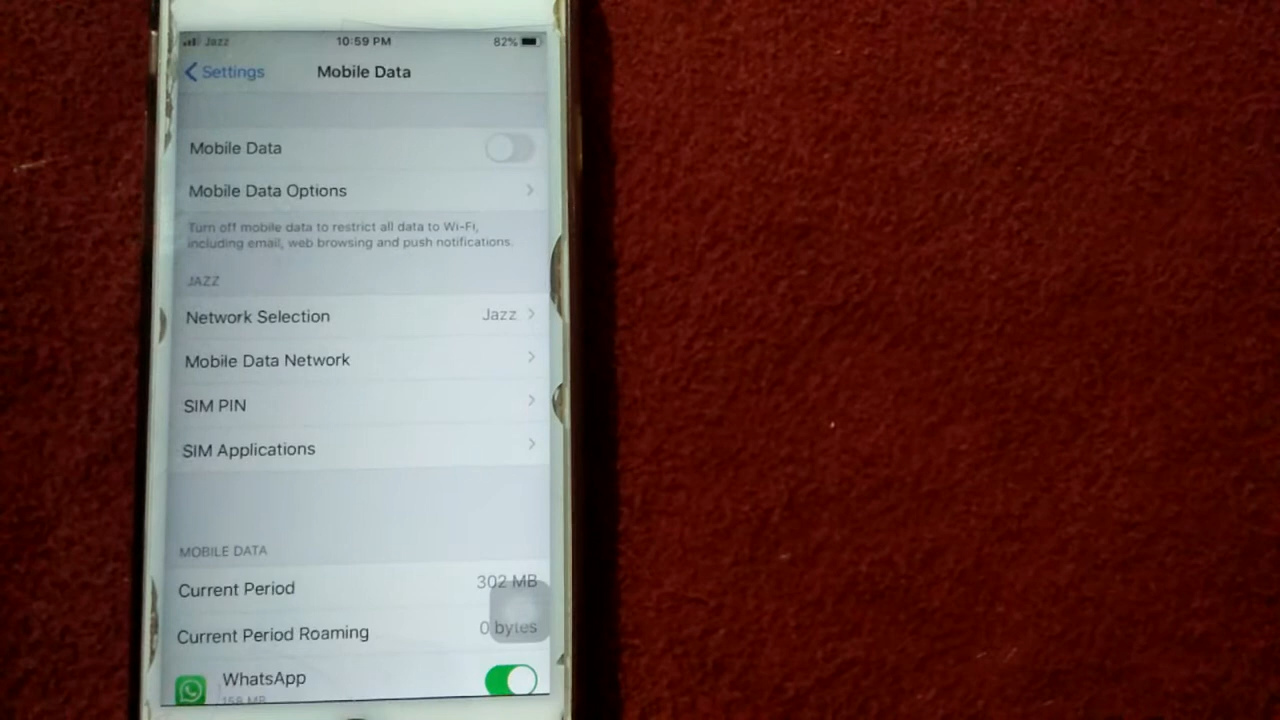 Jazz 10:59 PM 82%
Settings Mobile Data
Mobile Data
Mobile Data Options
Turn off mobile data to restrict all data to Wi-Fi,
including email, web browsing and push notifications.
JAZZ
Network Selection Jazz
Mobile Data Network
SIM PIN
SIM Applications
MOBILE DATA
Current Period 302 MB
Current Period Roaming 0 bytes
WhatsApp
158 MB